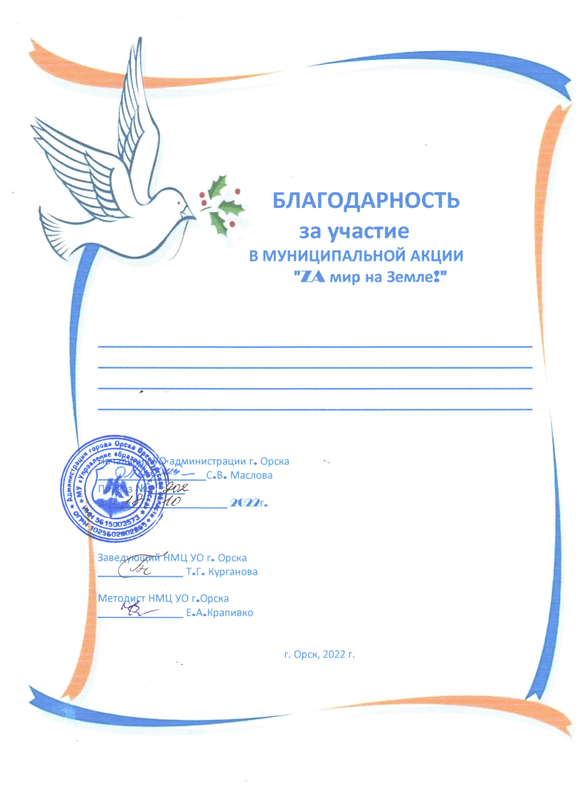 БЛАГОДАРНОСТЬ
за участие
В МУНИЦИПАЛЬНОЙ АКЦИИ
"ZA мир на Земле!"
администрации г. Орска
С.В. Маслова
2022г.
Заведующий НМЦ УО г. Орска
Т.Г. Курганова
Методист НМЦ УО г.Орска
Е.А.Крапивко
г. Орск, 2022 г.